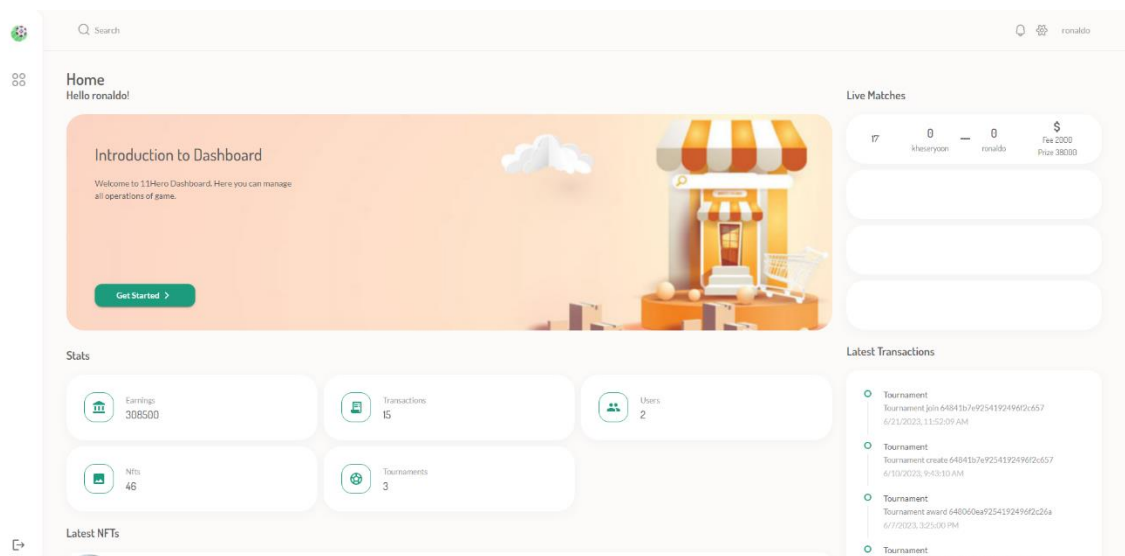 Search
ronaldo
Home
Hello ronaldo!
Introduction to Dashboard
Welcome to 11Hero Dashboard. Here you can manage
all operations of game.
Get Started
Stats
Earnings
308500
Transactions
15
Users
2
Nfts
46
Tournaments
3
Latest NFTs
Live Matches
17
0 — 0
kheseryoon ronaldo
$
Fee 2000
Prize 38000
Latest Transactions
Tournament
Tournament join 64841b7e9254192496f2c657
6/21/2023, 11:52:09 AM
Tournament
Tournament create 64841b7e9254192496f2c657
6/10/2023, 9:43:10 AM
Tournament
Tournament award 648060ea9254192496f2c26a
6/7/2023, 3:25:00 PM
Tournament